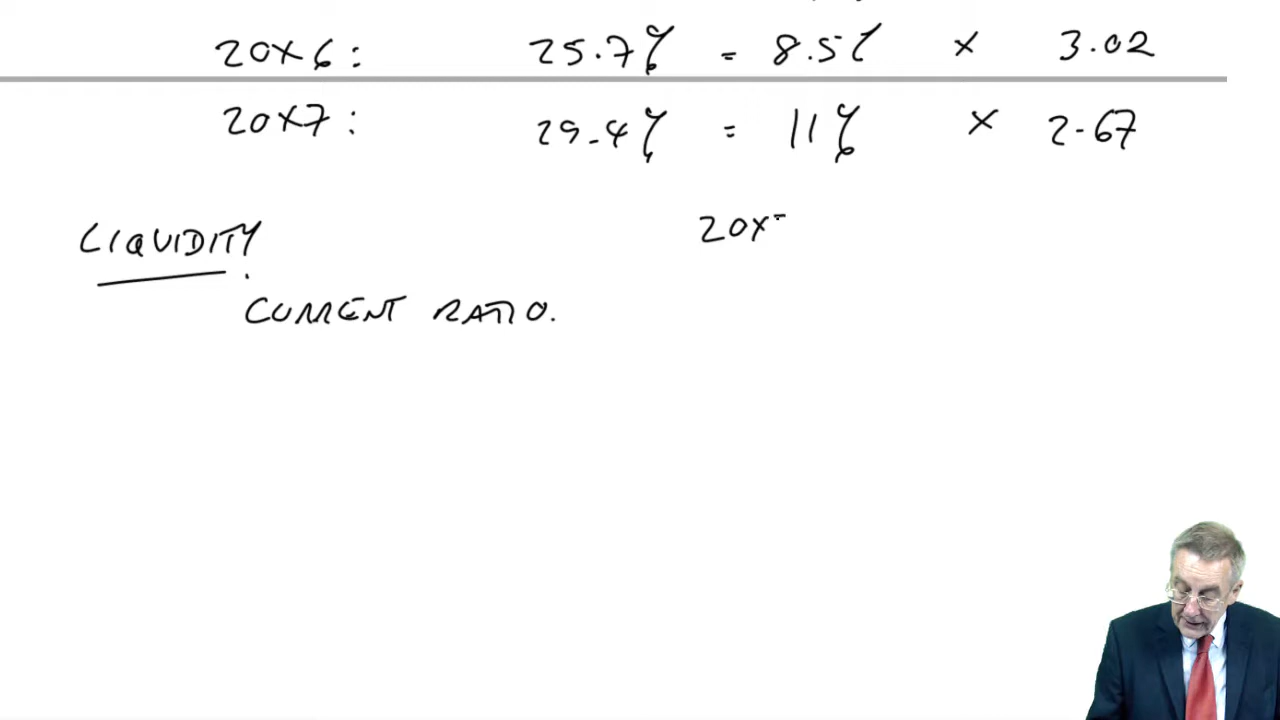 20X6: 25.7% = 8.5% × 3.02
20X7: 29.4% = 11% × 2.67
LIQUIDITY 20X
CURRENT RATIO.